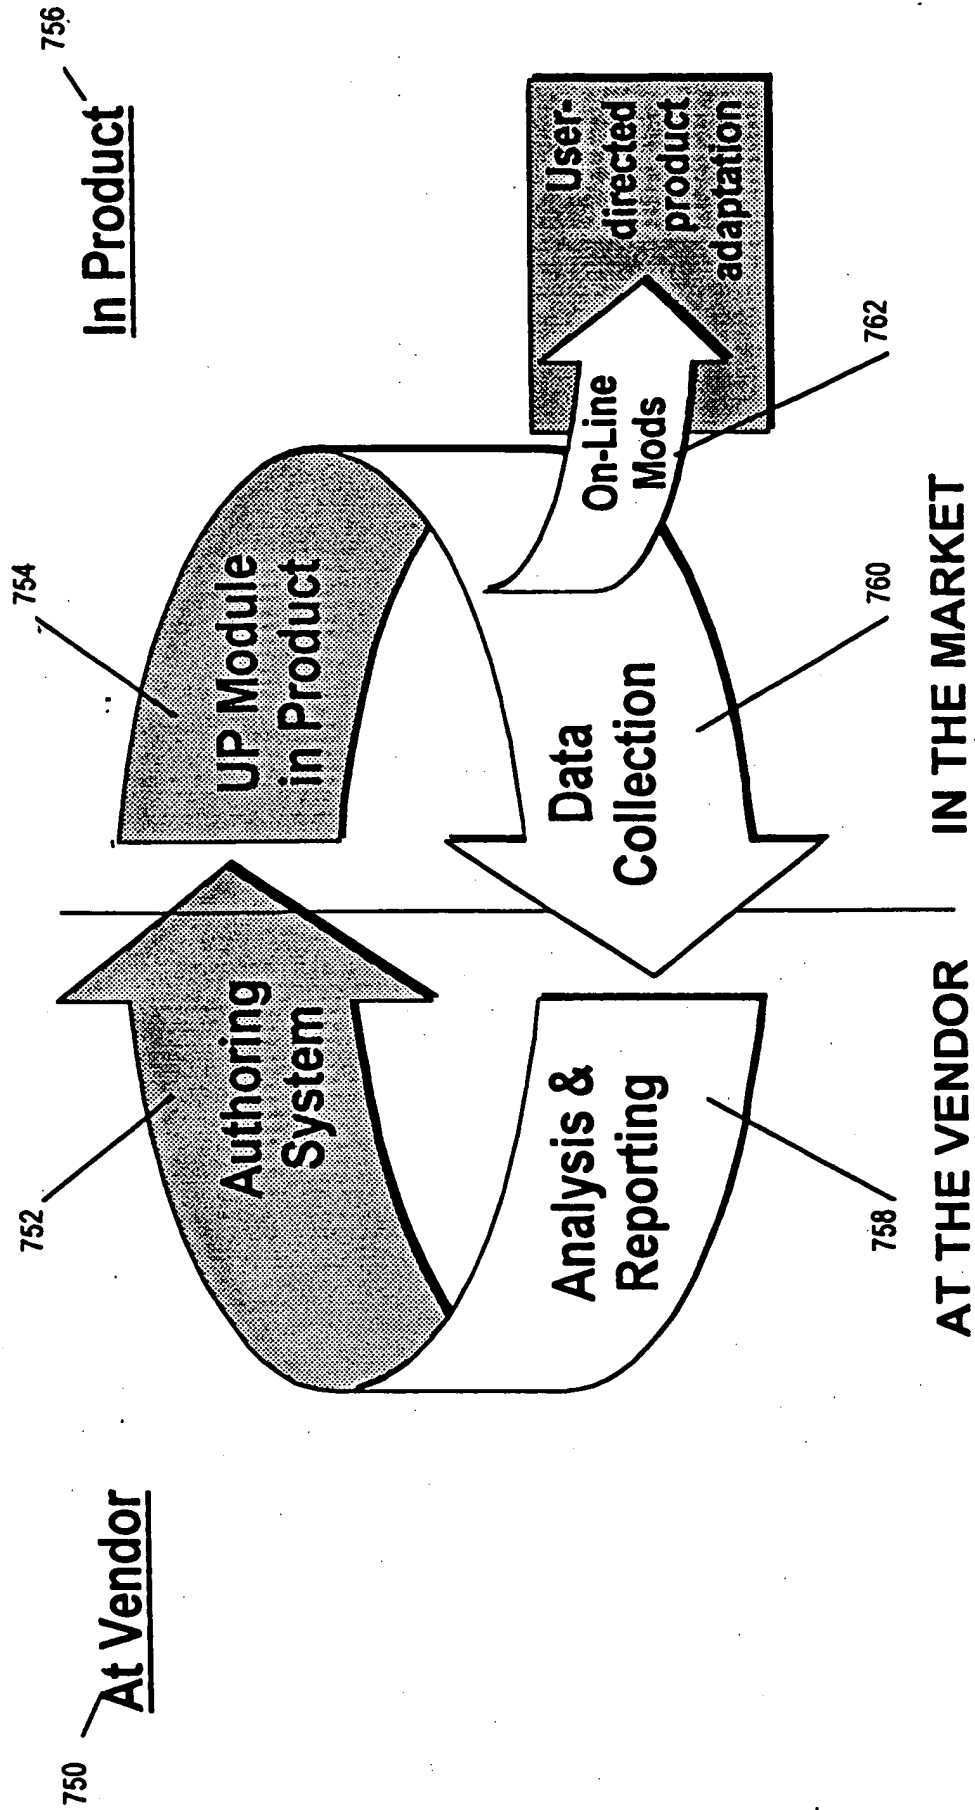 750
At Vendor
In Product
756
752
754
Authoring
System
UP Module
in Product
Analysis &
Reporting
Data
Collection
On-Line
Mods
User-
directed
product
adaptation
758
760
762
AT THE VENDOR
IN THE MARKET